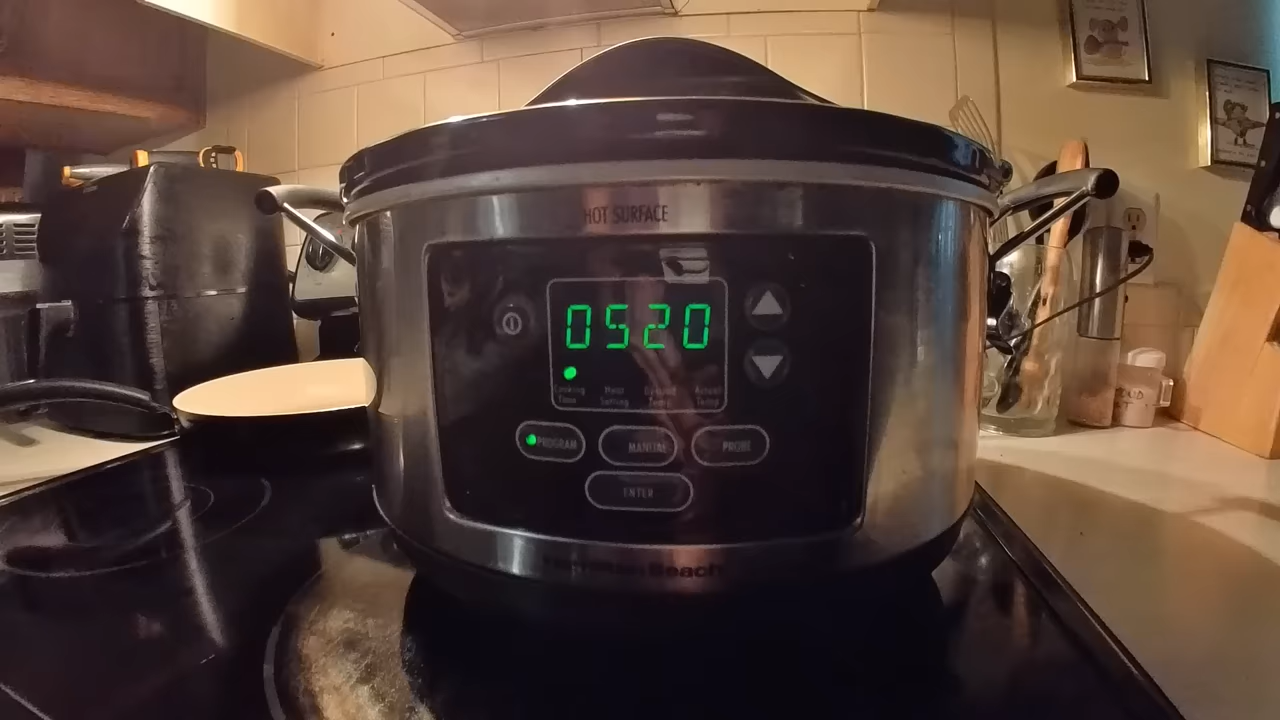 HOT SURFACE
0520
Cooking Time
Heat Setting
Desired Temp
Actual Temp
PROGRAM
MANUAL
PROBE
ENTER
Hamilton Beach